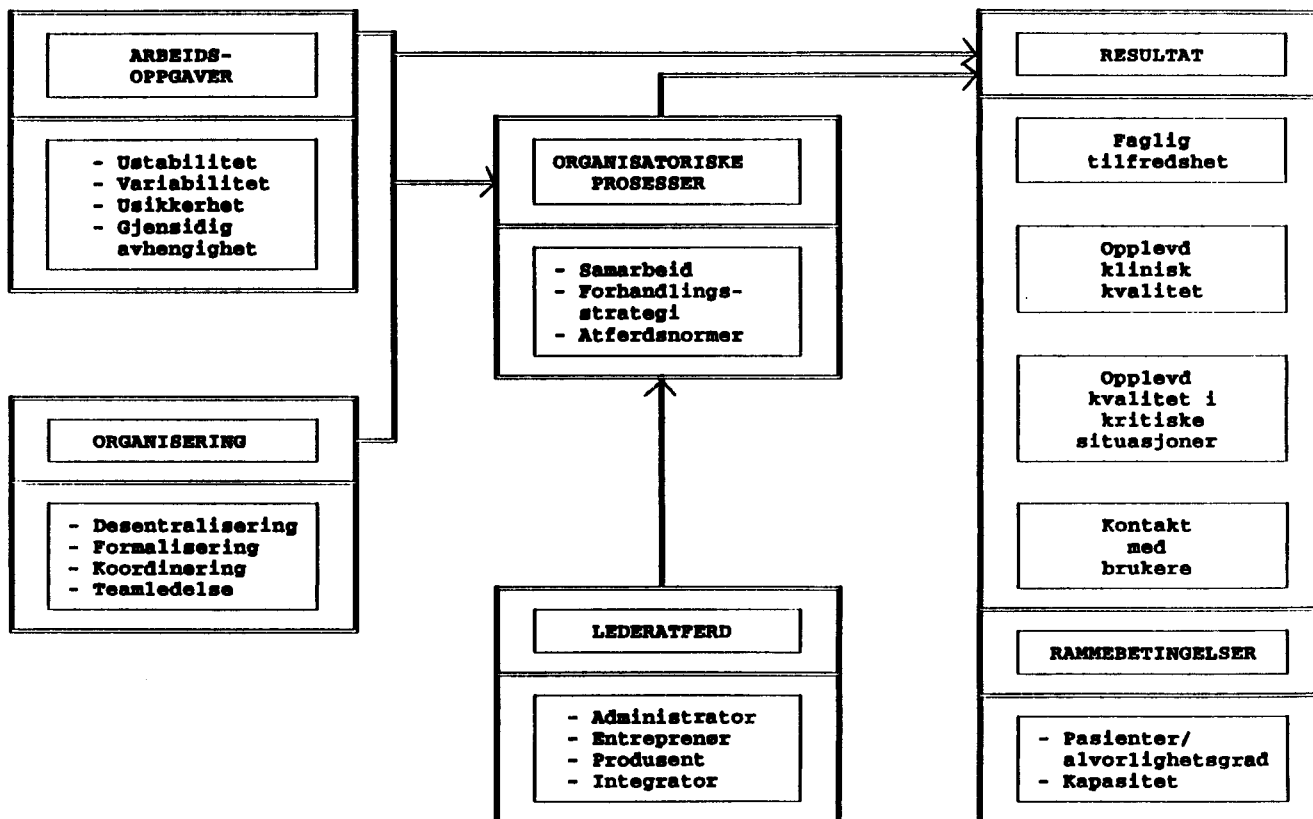 ARBEIDS-
OPPGAVER
- Ustabilitet
- Variabilitet
- Usikkerhet
- Gjensidig
avhengighet
ORGANISERING
- Desentralisering
- Formalisering
- Koordinering
- Teamledelse
ORGANISATORISKE
PROSESSER
- Samarbeid
- Forhandlings-
strategi
- Atferdsnormer
LEDERATFERD
- Administrator
- Entreprenør
- Produsent
- Integrator
RESULTAT
Faglig
tilfredshet
Opplevd
klinisk
kvalitet
Opplevd
kvalitet i
kritiske
situasjoner
Kontakt
med
brukere
RAMMEBETINGELSER
- Pasienter/
alvorlighetsgrad
- Kapasitet